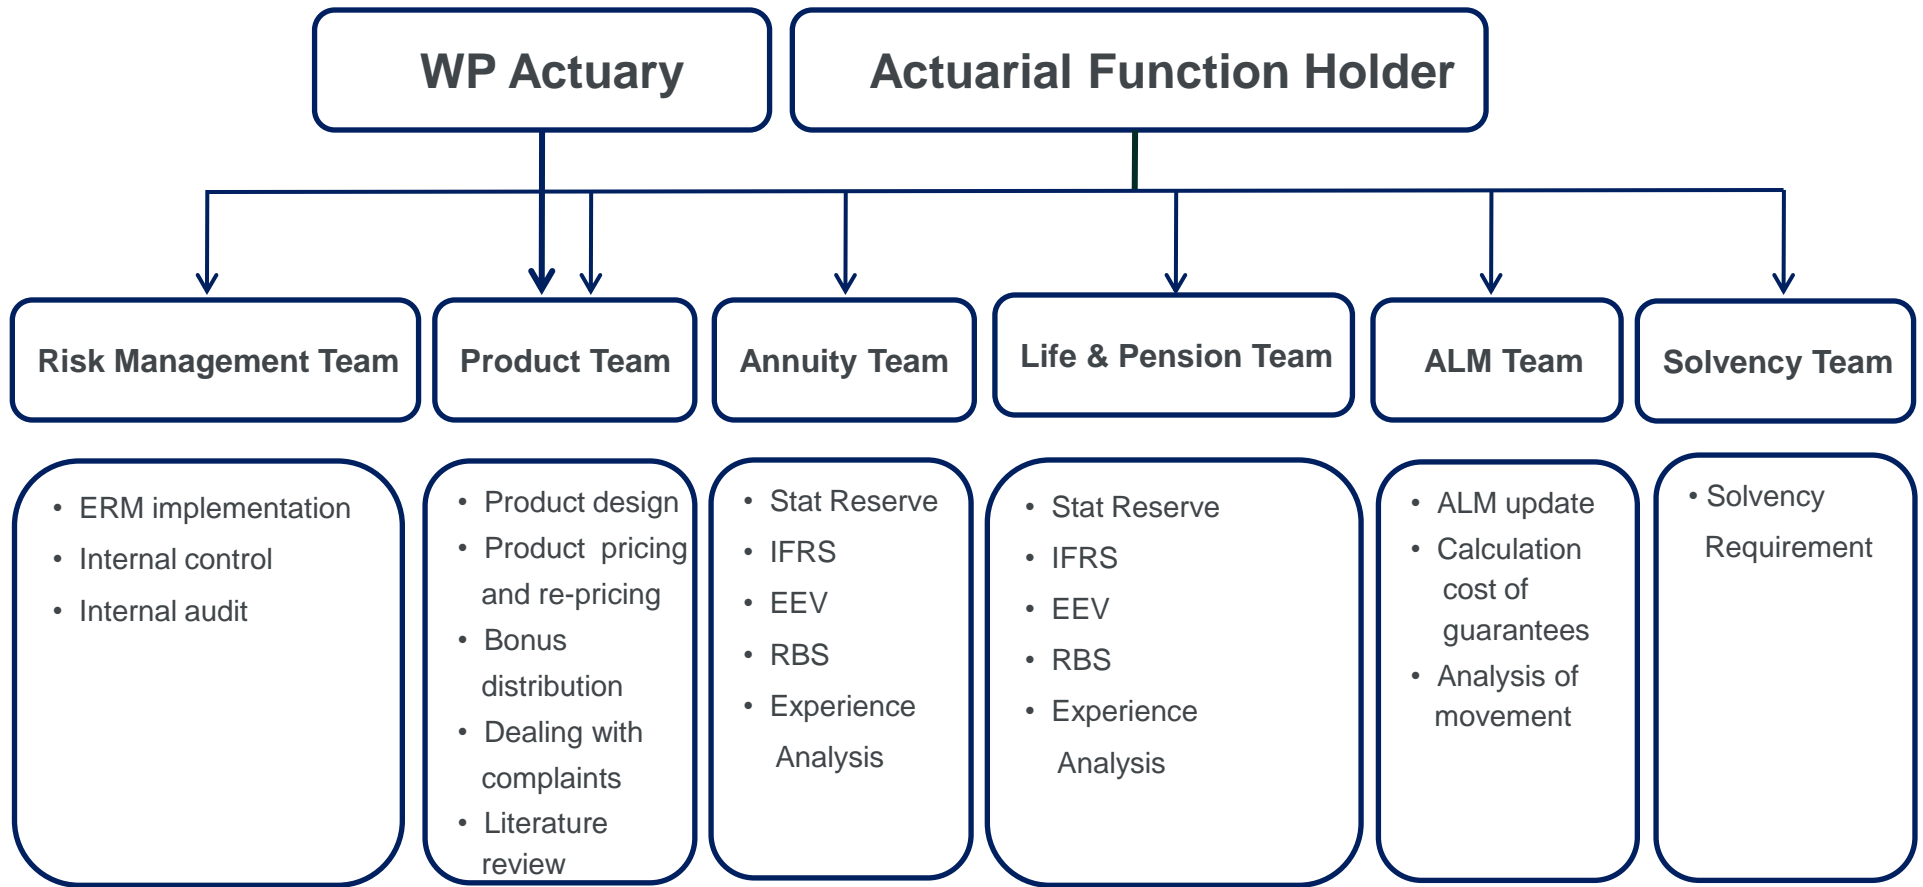 WP Actuary
Actuarial Function Holder
Risk Management Team
Product Team
Annuity Team
Life & Pension Team
ALM Team
Solvency Team
• ERM implementation
• Internal control
• Internal audit
• Product design
• Product pricing
and re-pricing
• Bonus
distribution
• Dealing with
complaints
• Literature
review
• Stat Reserve
• IFRS
• EEV
• RBS
• Experience
Analysis
• Stat Reserve
• IFRS
• EEV
• RBS
• Experience
Analysis
• ALM update
• Calculation
cost of
guarantees
• Analysis of
movement
• Solvency
Requirement